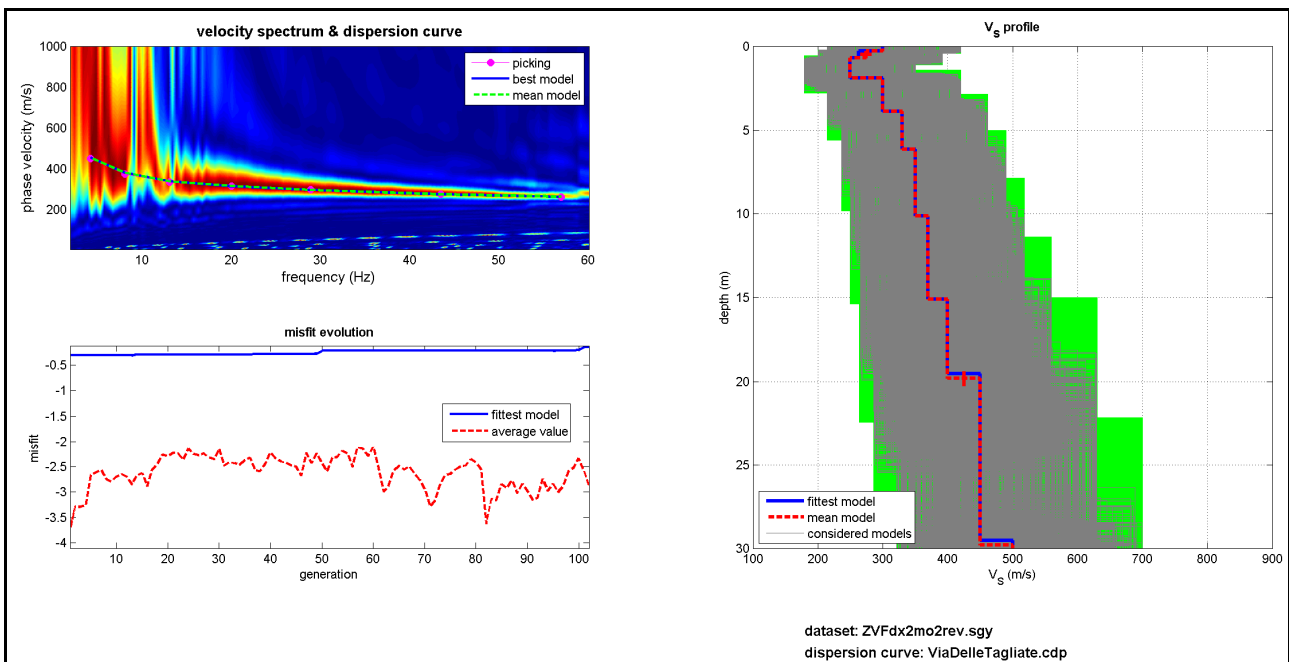 velocity spectrum & dispersion curve
1000
800
600
400
200
phase velocity (m/s)
picking
best model
mean model
10 20 30 40 50 60
frequency (Hz)
misfit evolution
-0.5
-1
-1.5
-2
-2.5
-3
-3.5
-4
misfit
fittest model
average value
10 20 30 40 50 60 70 80 90 100
generation
VS profile
0
5
10
15
20
25
30
depth (m)
fittest model
mean model
considered models
100 200 300 400 500 600 700 800 900
VS (m/s)
dataset: ZVFdx2mo2rev.sgy
dispersion curve: ViaDelleTagliate.cdp